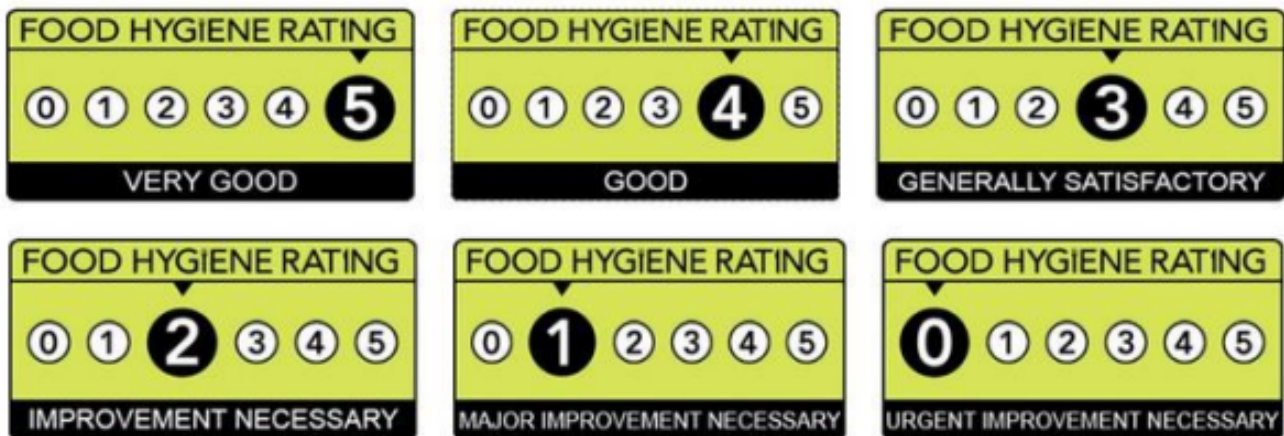 FOOD HYGIENE RATING
0 1 2 3 4 5
VERY GOOD
FOOD HYGIENE RATING
0 1 2 3 4 5
GOOD
FOOD HYGIENE RATING
0 1 2 3 4 5
GENERALLY SATISFACTORY
FOOD HYGIENE RATING
0 1 2 3 4 5
IMPROVEMENT NECESSARY
FOOD HYGIENE RATING
0 1 2 3 4 5
MAJOR IMPROVEMENT NECESSARY
FOOD HYGIENE RATING
0 1 2 3 4 5
URGENT IMPROVEMENT NECESSARY